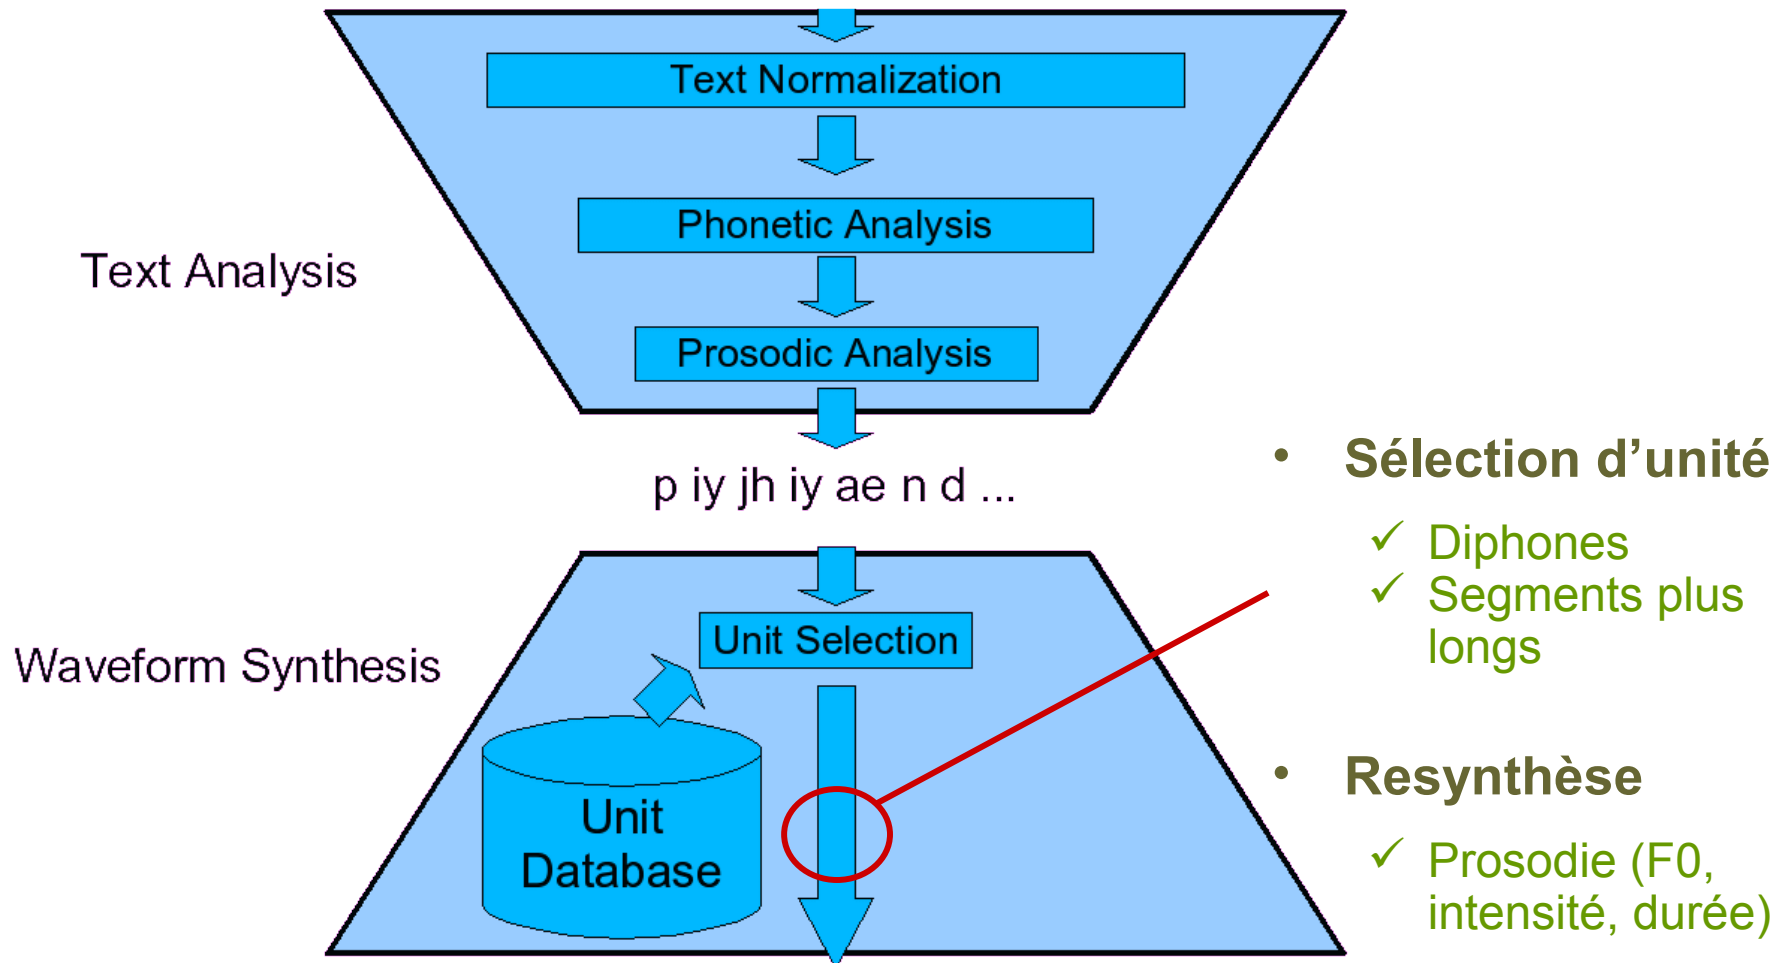 Text Normalization
Phonetic Analysis
Text Analysis
Prosodic Analysis
p iy jh iy ae n d ...
Waveform Synthesis
Unit Selection
Unit
Database
• Sélection d’unité
✓ Diphones
✓ Segments plus
longs
• Resynthèse
✓ Prosodie (F0,
intensité, durée)